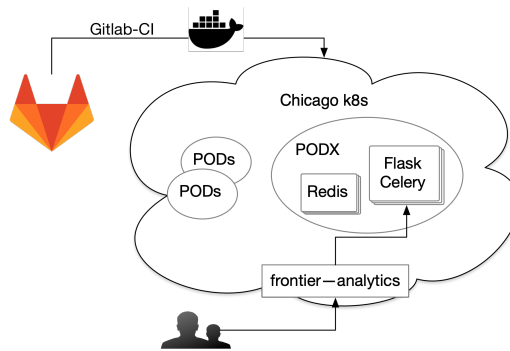 Gitlab-CI
Chicago k8s
PODX
PODs
PODs
Redis
Flask
Celery
frontier—analytics